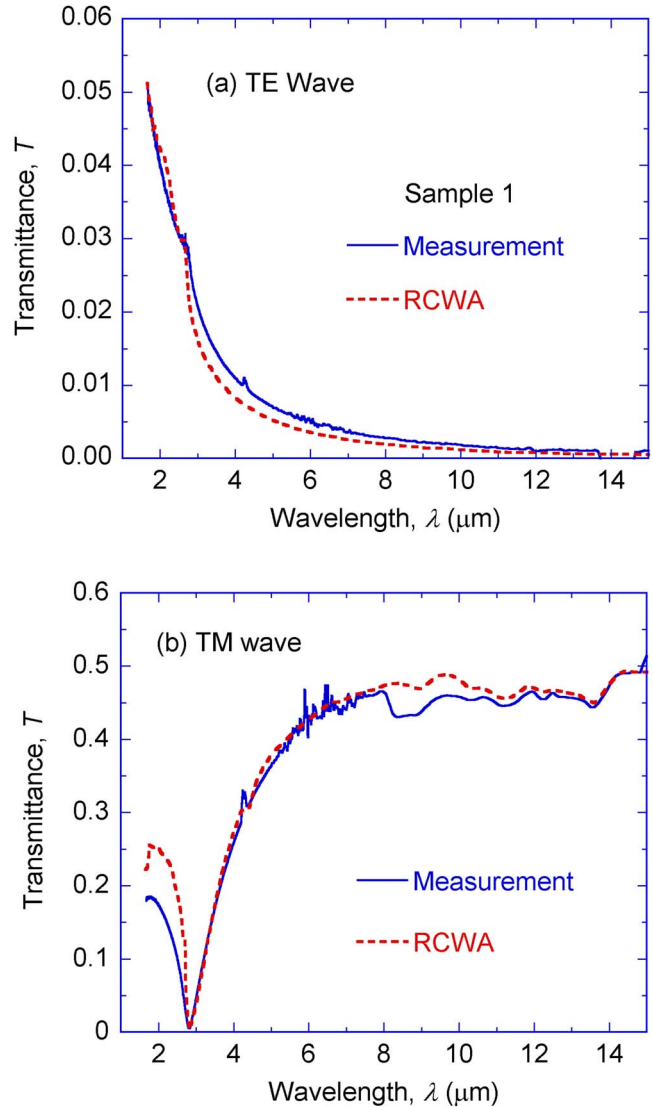 0.06
(a) TE Wave
0.05
0.04
Sample 1
0.03
Measurement
RCWA
0.02
0.01
0.00
Transmittance, T
2 4 6 8 10 12 14
Wavelength, λ (μm)
0.6
(b) TM wave
0.5
0.4
0.3
0.2
Measurement
RCWA
0.1
0
Transmittance, T
2 4 6 8 10 12 14
Wavelength, λ (μm)